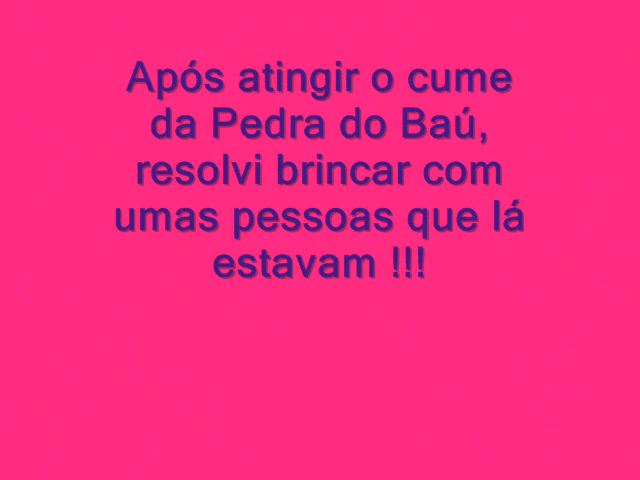 Após atingir o cume
da Pedra do Baú,
resolvi brincar com
umas pessoas que lá
estavam !!!